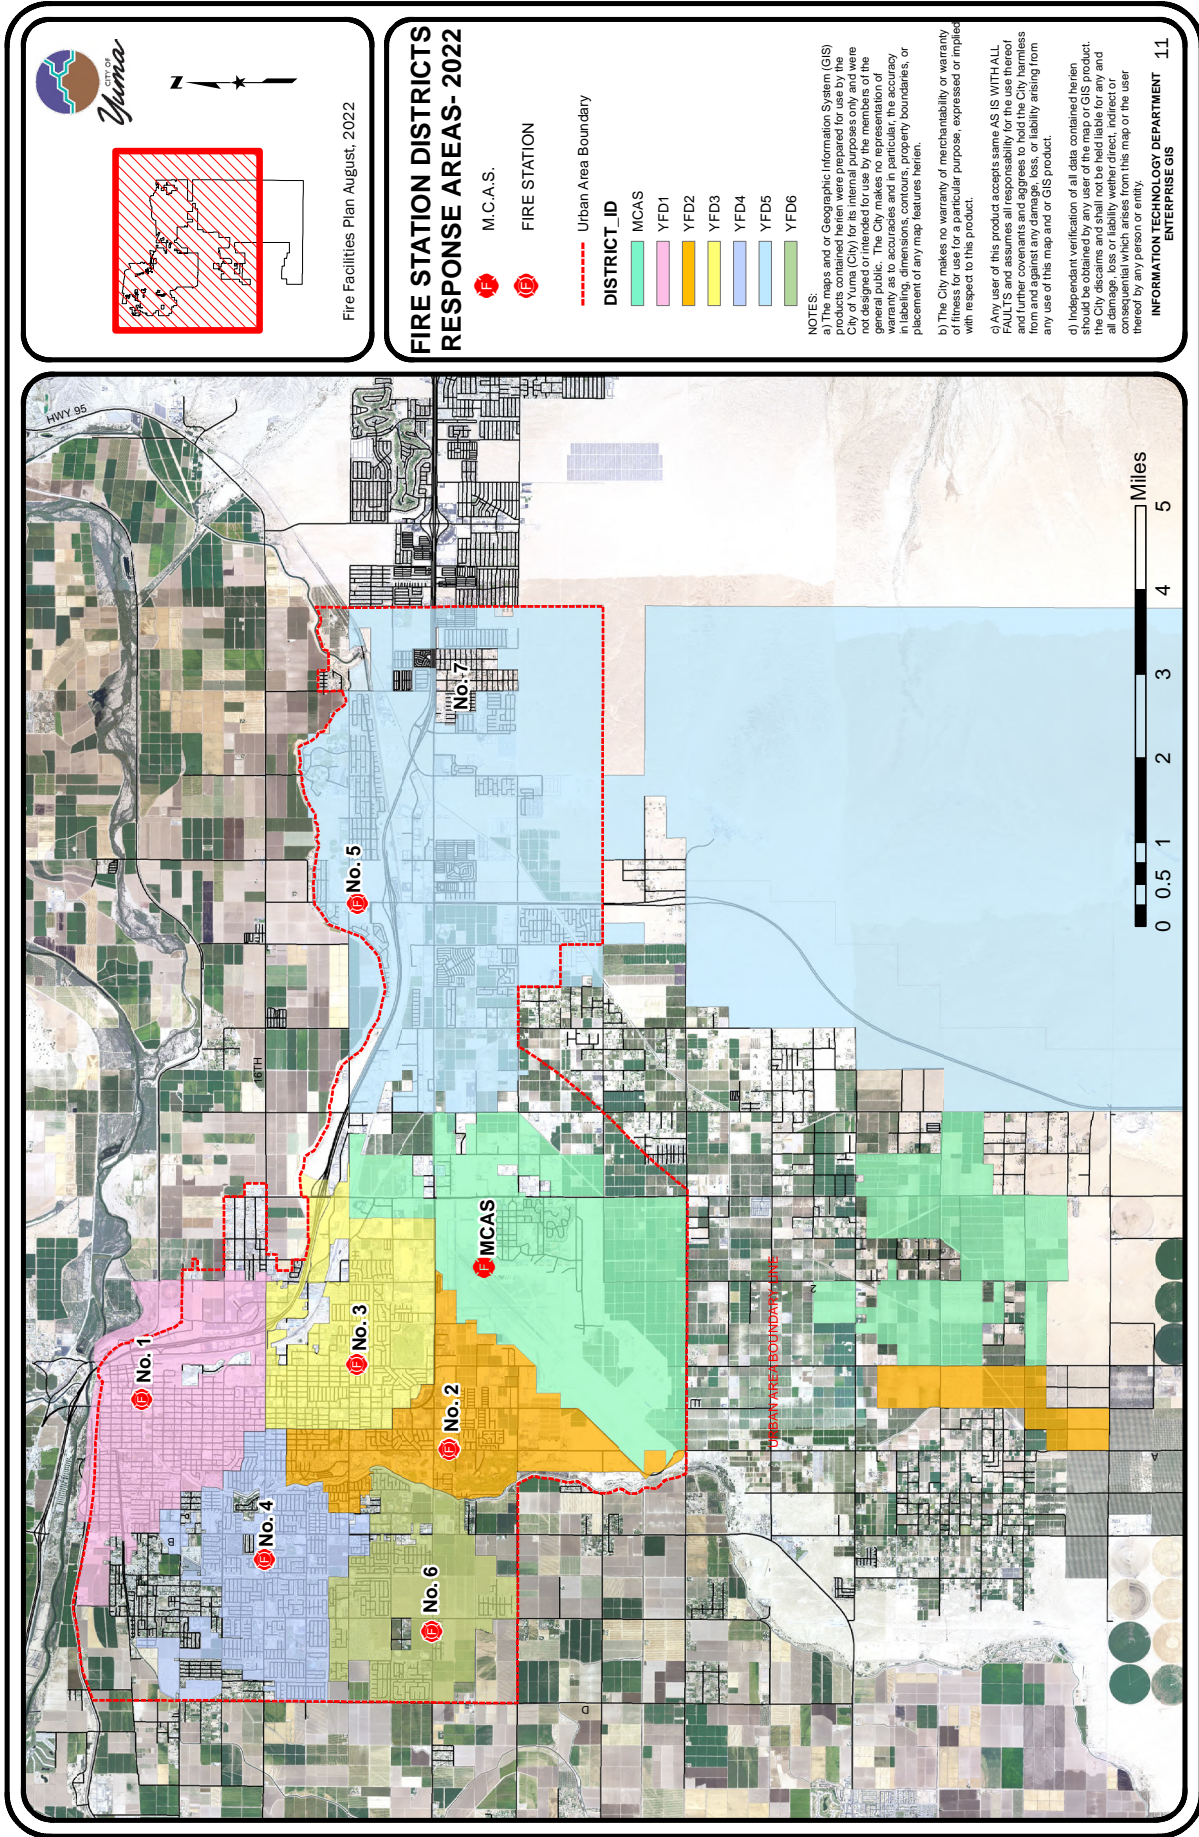 CITY OF
Yuma
N
Fire Facilities Plan August, 2022
FIRE STATION DISTRICTS
RESPONSE AREAS- 2022
M.C.A.S.
FIRE STATION
Urban Area Boundary
DISTRICT_ID
MCAS
YFD1
YFD2
YFD3
YFD4
YFD5
YFD6
NOTES:
a) The maps and or Geographic Information System (GIS)
products contained herien were prepared for use by the
City of Yuma (City) for its internal purposes only and were
not designed or intended for use by the members of the
general public. The City makes no representation of
warranty as to accuracies and in particular, the accuracy
in labeling, dimensions, contours, property boundaries, or
placement of any map features herien.
b) The City makes no warranty of merchantability or warranty
of fitness for use for a particular purpose, expressed or implied
with respect to this product.
c) Any user of this product accepts same AS IS WITH ALL
FAULTS and assumes all responsability for the use thereof
and further covenants and aggrees to hold the City harmless
from and against any damage, loss, or liability arising from
any use of this map and or GIS product.
d) Independant verification of all data contained herien
should be obtained by any user of the map or GIS product.
the City discaims and shall not be held liable for any and
all damage, loss or liability wether direct, indirect or
consequential which arises from this map or the user
thereof by any person or entity.
INFORMATION TECHNOLOGY DEPARTMENT
ENTERPRISE GIS
11
HWY 95
16TH
No. 1
No. 4
No. 3
No. 5
No. 6
No. 2
MCAS
No. 7
B
D
E
2
A
URBAN AREA BOUNDARY LINE
0 0.5 1 2 3 4 5
Miles